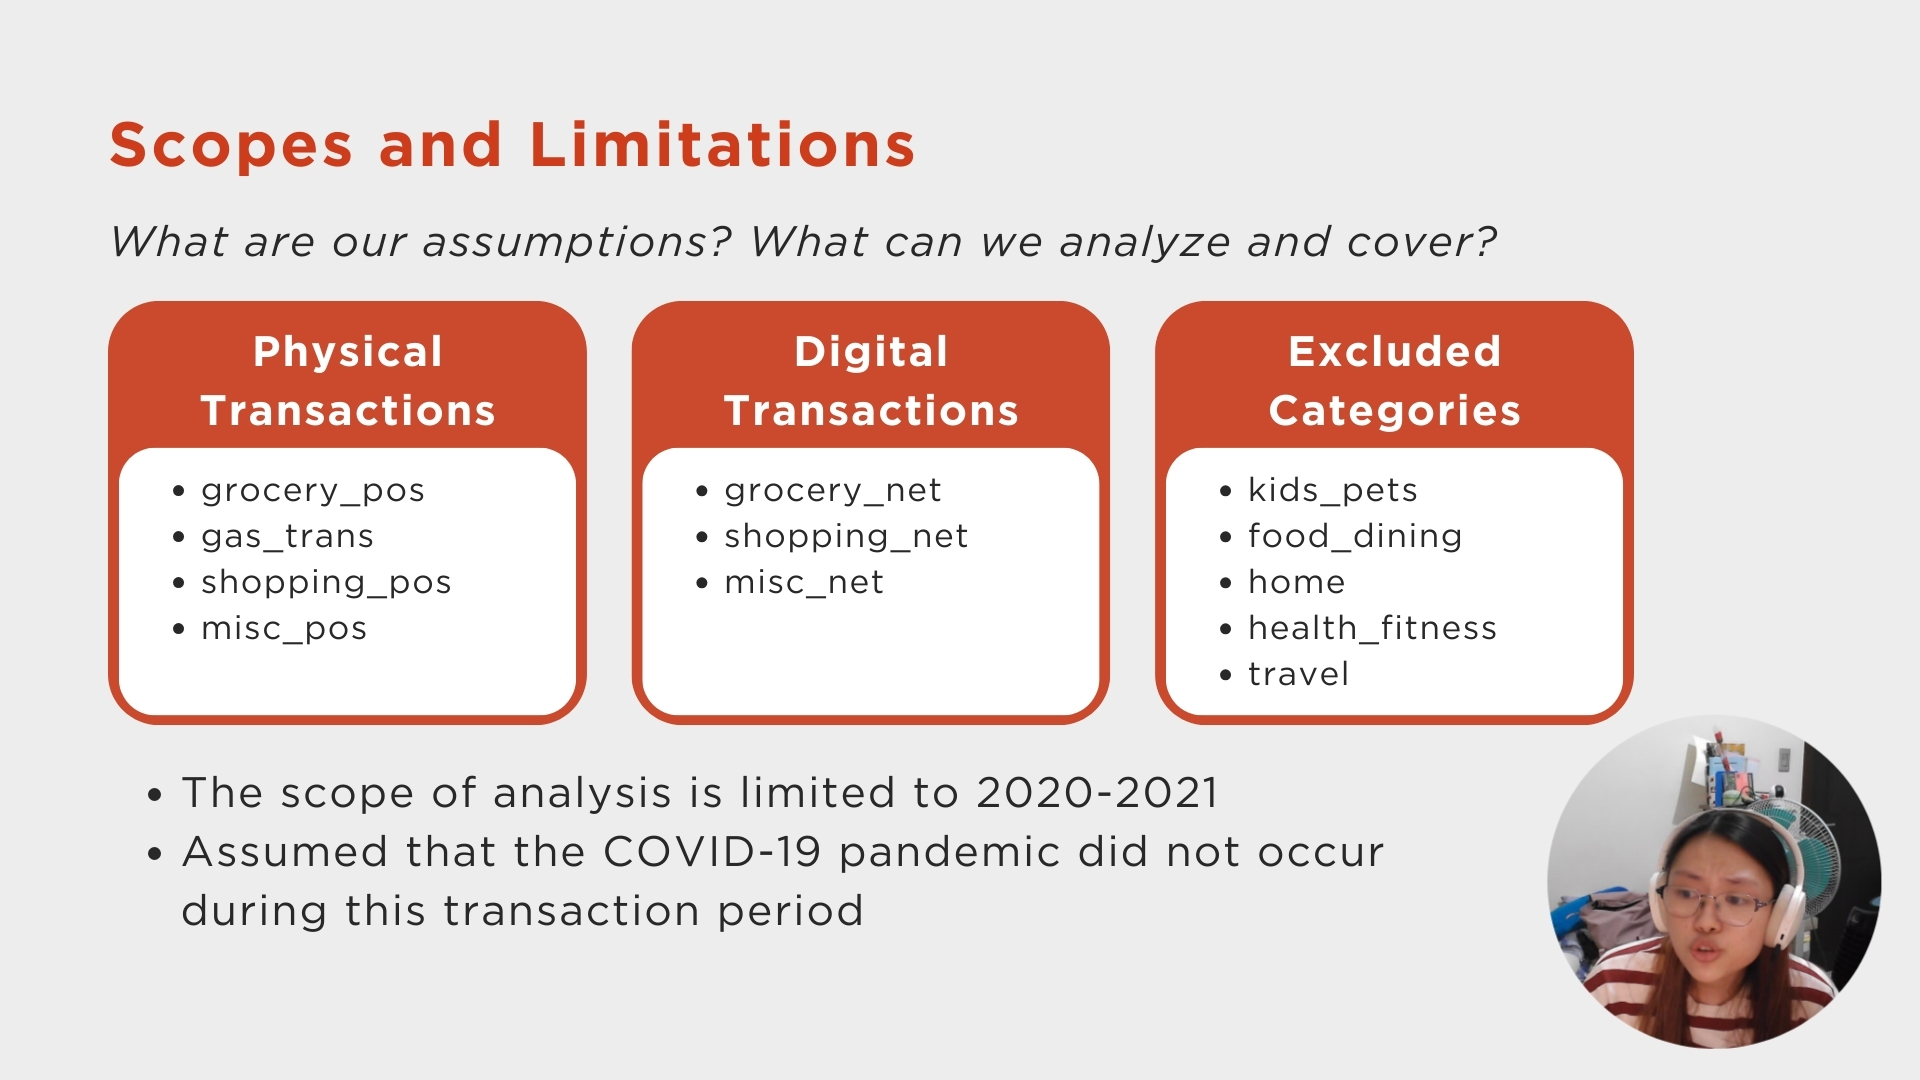 Scopes and Limitations
What are our assumptions? What can we analyze and cover?
Physical
Transactions
• grocery_pos
• gas_trans
• shopping_pos
• misc_pos
Digital
Transactions
• grocery_net
• shopping_net
• misc_net
Excluded
Categories
• kids_pets
• food_dining
• home
• health_fitness
• travel
• The scope of analysis is limited to 2020-2021
• Assumed that the COVID-19 pandemic did not occur
during this transaction period